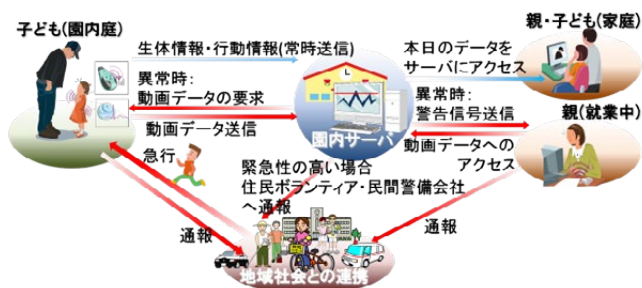 子ども(園内庭)
生体情報・行動情報(常時送信)
異常時:
動画データの要求
動画データ送信
急行
園内サーバ
本日のデータを
サーバにアクセス
親・子ども(家庭)
異常時:
警告信号送信
親(就業中)
動画データへの
アクセス
緊急性の高い場合
住民ボランティア・民間警備会社
へ通報
通報
通報
地域社会との連携